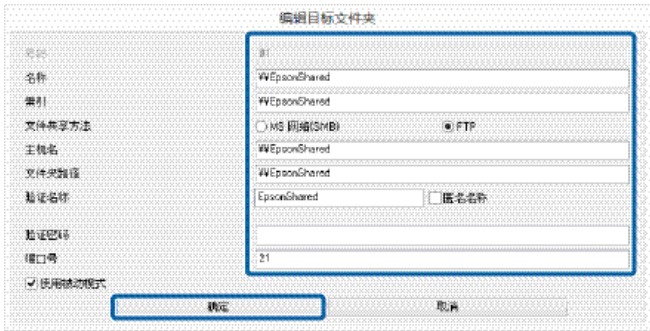 编辑目标文件夹
01
名称
¥¥EpsonShared
索引
¥¥EpsonShared
文件共享方法 MS 网络(SMB) FTP
主机名
¥¥EpsonShared
文件夹路径
¥¥EpsonShared
验证名称 EpsonShared 匿名名称
验证密码
端口号 21
使用被动模式
确定 取消